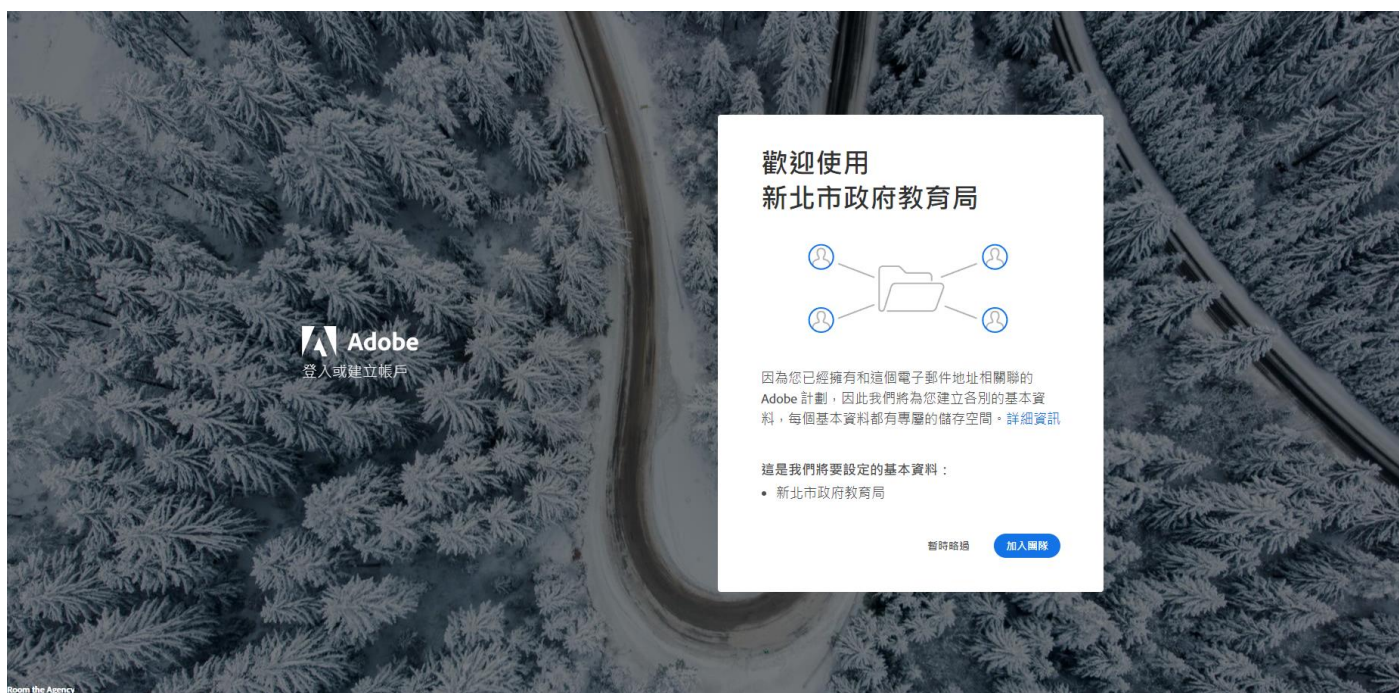 歡迎使用
新北市政府教育局
Adobe
登入或建立帳戶
因為您已經擁有和這個電子郵件地址相關聯的
Adobe 計劃，因此我們將為您建立各別的基本資
料，每個基本資料都有專屬的儲存空間。詳細資訊
這是我們將要設定的基本資料：
• 新北市政府教育局
暫時略過 加入團隊
Room the Agency